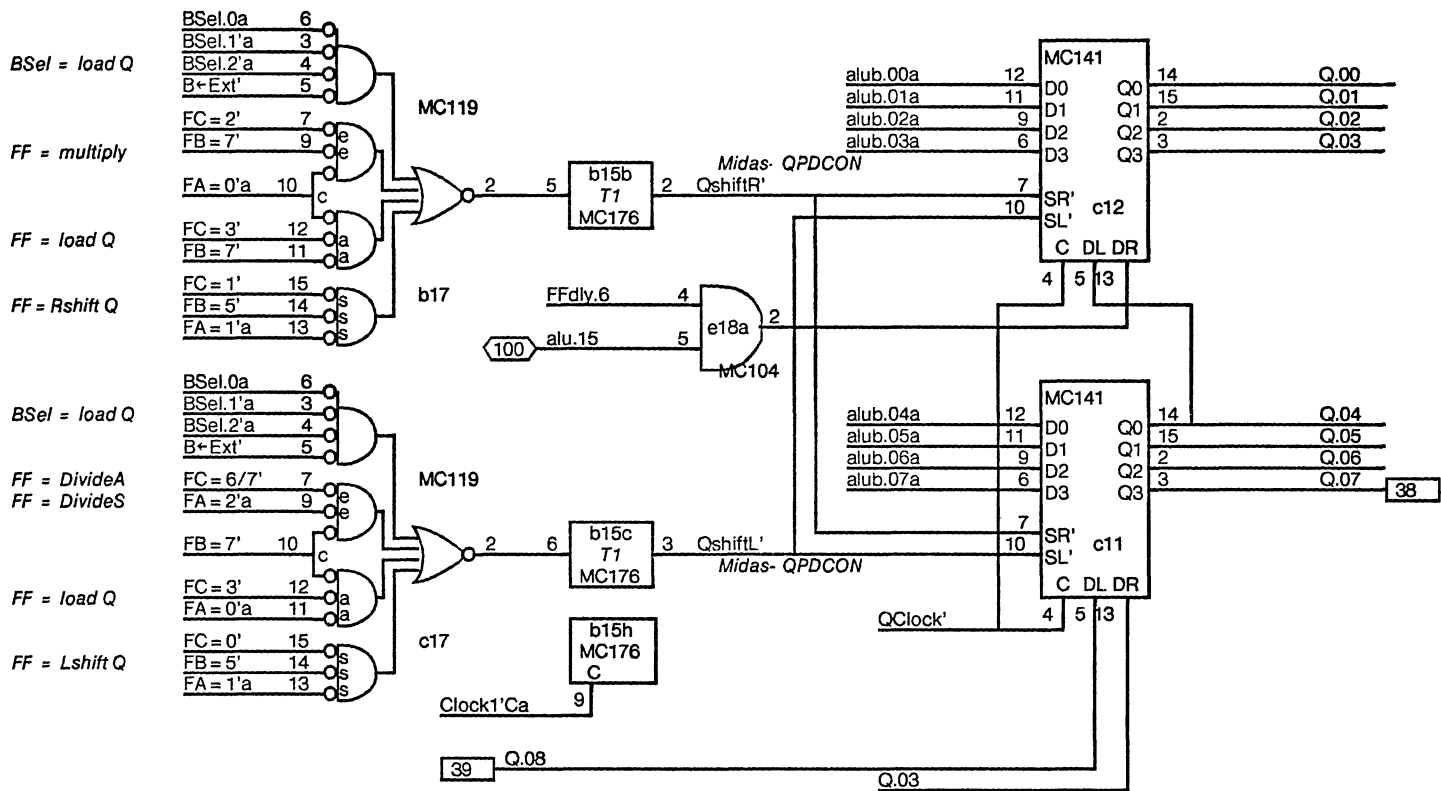 BSel = load Q
BSel.0a 6
BSel.1'a 3
BSel.2'a 4
B←Ext' 5
MC119
FF = multiply
FC = 2' 7
FB = 7' 9
e
e
FA = 0'a 10
c
2
FF = load Q
FC = 3' 12
FB = 7' 11
a
a
FF = Rshift Q
FC = 1' 15
FB = 5' 14
FA = 1'a 13
s
s
s
b17
5
b15b
T1
MC176
2
Midas- QPDCON
QshiftR'
FFdly.6 4
100
alu.15 5
e18a
MC104
2
MC141
alub.00a 12 D0
alub.01a 11 D1
alub.02a 9 D2
alub.03a 6 D3
Q0 14 Q.00
Q1 15 Q.01
Q2 2 Q.02
Q3 3 Q.03
7 SR'
10 SL'
c12
C DL DR
4 5 13
BSel = load Q
BSel.0a 6
BSel.1'a 3
BSel.2'a 4
B←Ext' 5
MC119
FF = DivideA
FF = DivideS
FC = 6/7' 7
FA = 2'a 9
e
e
FB = 7' 10
c
2
FF = load Q
FC = 3' 12
FA = 0'a 11
a
a
FF = Lshift Q
FC = 0' 15
FB = 5' 14
FA = 1'a 13
s
s
s
c17
6
b15c
T1
MC176
3
QshiftL'
Midas- QPDCON
b15h
MC176
C
9
Clock1'Ca
MC141
alub.04a 12 D0
alub.05a 11 D1
alub.06a 9 D2
alub.07a 6 D3
Q0 14 Q.04
Q1 15 Q.05
Q2 2 Q.06
Q3 3 Q.07
38
7 SR'
10 SL'
c11
C DL DR
4 5 13
QClock'
39
Q.08
Q.03